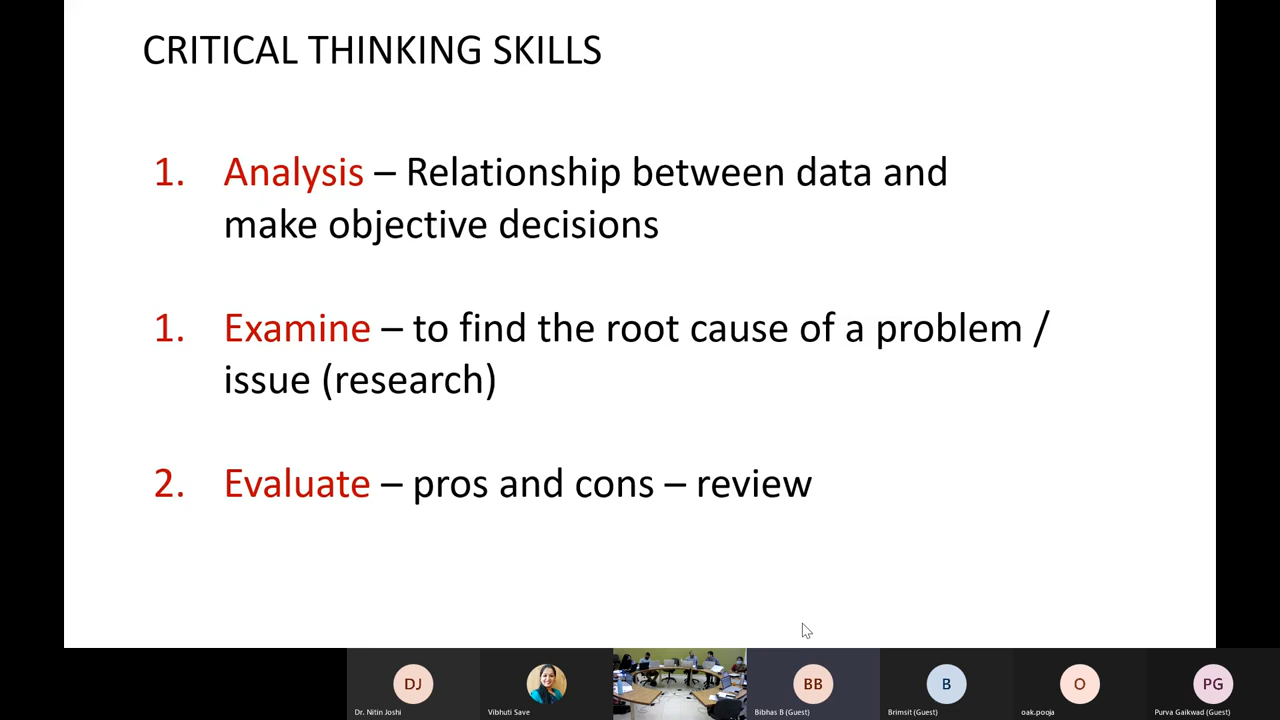 CRITICAL THINKING SKILLS
1. Analysis – Relationship between data and
make objective decisions
1. Examine – to find the root cause of a problem /
issue (research)
2. Evaluate – pros and cons – review
DJ
BB
B
O
PG
Dr. Nitin Joshi
Vibhuti Save
Bibhas B (Guest)
Brimsit (Guest)
oak.pooja
Purva Gaikwad (Guest)